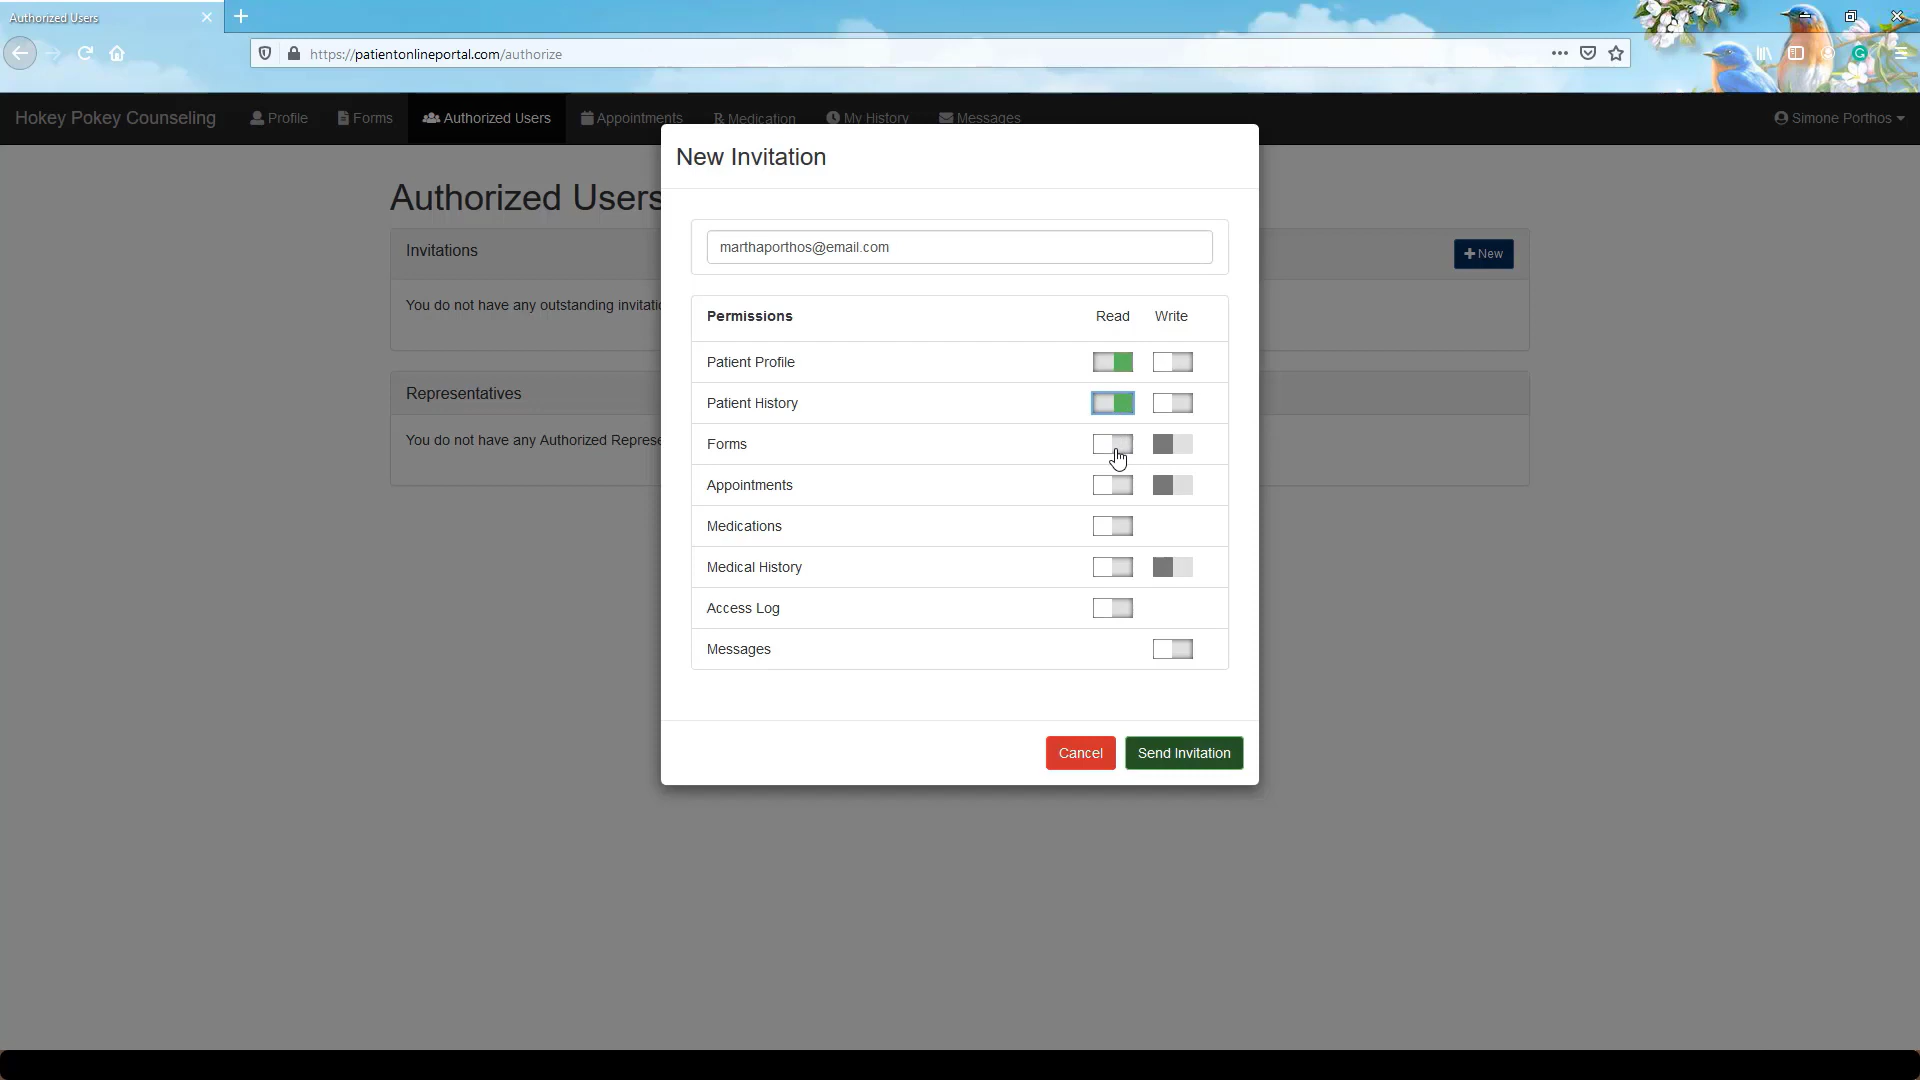 Authorized Users
https://patientonlineportal.com/authorize
Hokey Pokey Counseling
Profile
Forms
Authorized Users
Appointments
Medication
My History
Messages
Simone Porthos
Authorized Users
Invitations
New
You do not have any outstanding
Representatives
You do not have any Authorized
New Invitation
marthaporthos@email.com
Permissions Read Write
Patient Profile
Patient History
Forms
Appointments
Medications
Medical History
Access Log
Messages
Cancel
Send Invitation